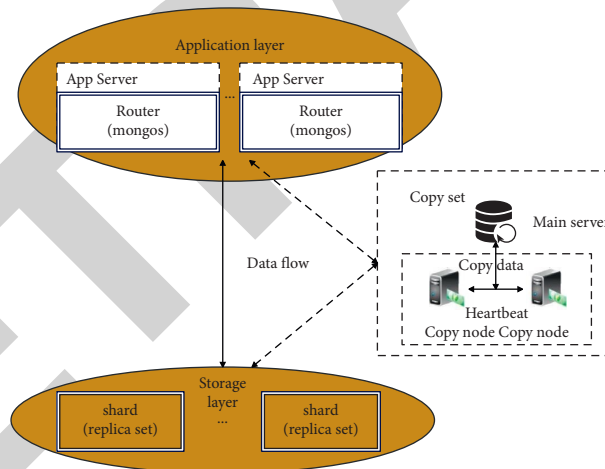 Application layer
App Server
...
App Server
Router
(mongos)
Router
(mongos)
Copy set
Main server
Data flow
Copy data
Heartbeat
Copy node Copy node
Storage
layer
...
shard
(replica set)
shard
(replica set)